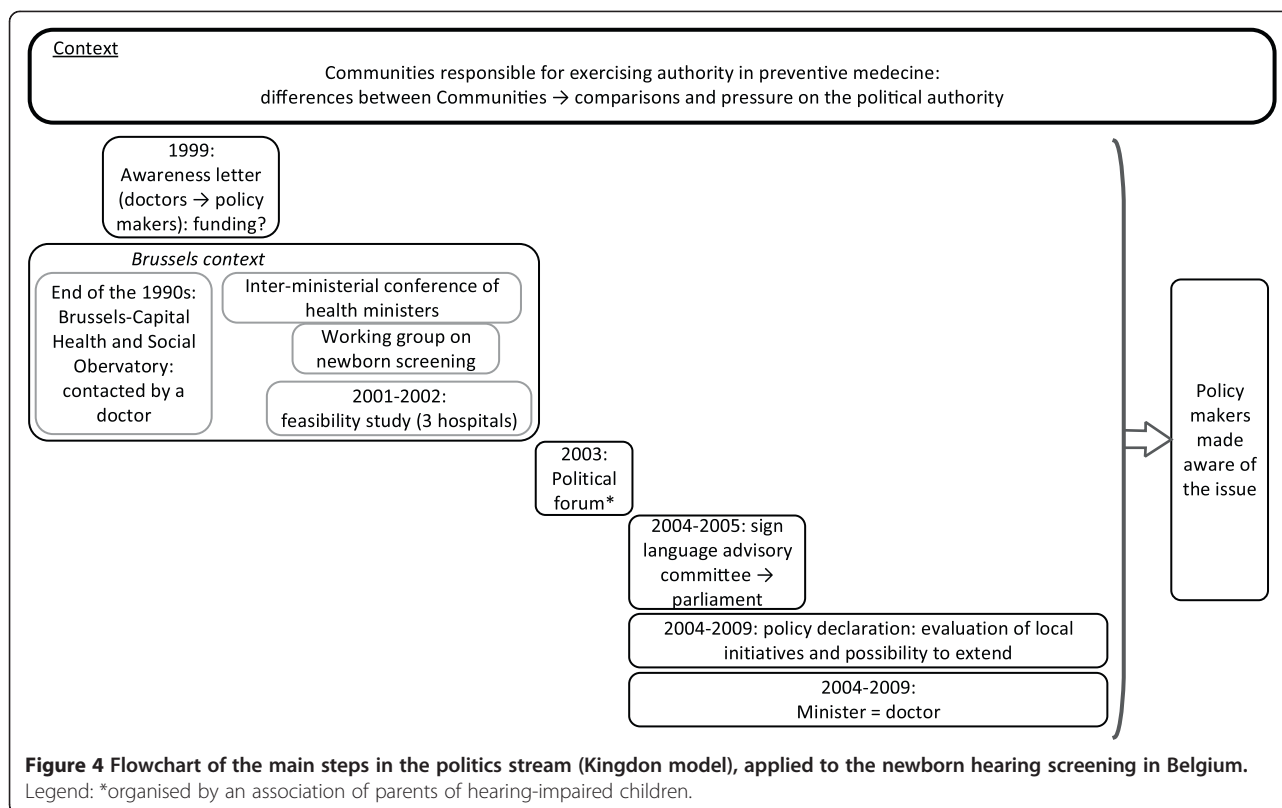 Context
Communities responsible for exercising authority in preventive medecine:
differences between Communities → comparisons and pressure on the political authority
1999:
Awareness letter
(doctors → policy
makers): funding?
Brussels context
End of the 1990s:
Brussels-Capital
Health and Social
Obervatory:
contacted by a
doctor
Inter-ministerial conference of
health ministers
Working group on
newborn screening
2001-2002:
feasibility study (3 hospitals)
2003:
Political
forum*
2004-2005: sign
language advisory
committee →
parliament
2004-2009: policy declaration: evaluation of local
initiatives and possibility to extend
2004-2009:
Minister = doctor
Policy
makers
made
aware of
the issue
Figure 4 Flowchart of the main steps in the politics stream (Kingdon model), applied to the newborn hearing screening in Belgium.
Legend: *organised by an association of parents of hearing-impaired children.